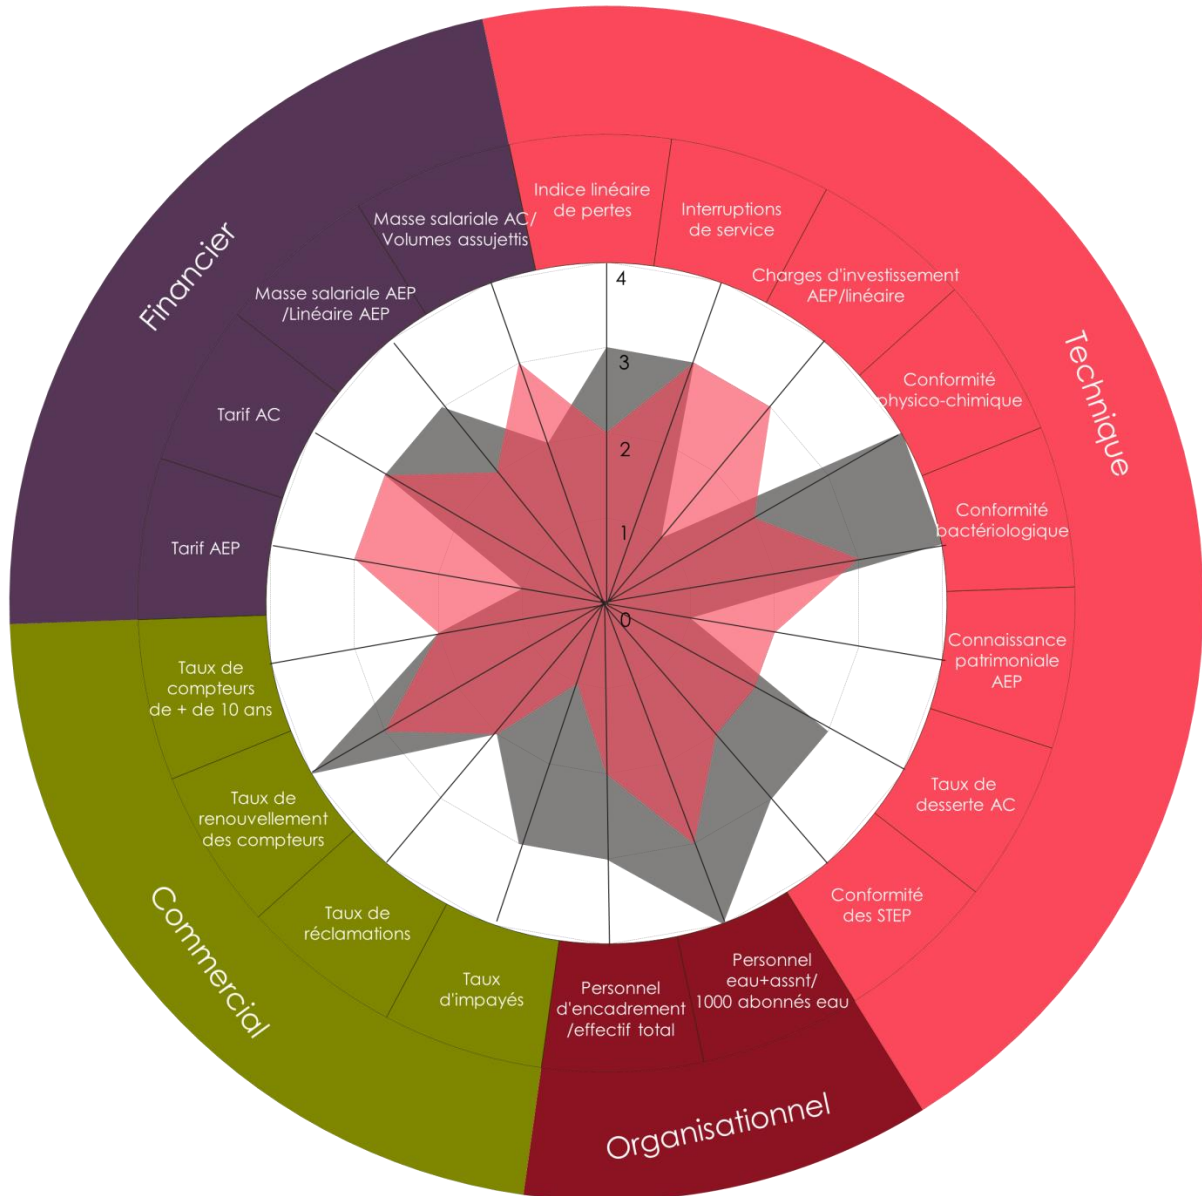 Financier
Technique
Organisationnel
Commercial
Indice linéaire
de pertes
Interruptions
de service
Charges d'investissement
AEP/linéaire
Conformité
physico-chimique
Conformité
bactériologique
Connaissance
patrimoniale
AEP
Taux de
desserte AC
Conformité
des STEP
Personnel
eau+assnt/
1000 abonnés eau
Personnel
d'encadrement
/effectif total
Taux
d'impayés
Taux de
réclamations
Taux de
renouvellement
des compteurs
Taux de
compteurs
de + de 10 ans
Tarif AEP
Tarif AC
Masse salariale AEP
/Linéaire AEP
Masse salariale AC/
Volumes assujettis
4
3
2
1
0